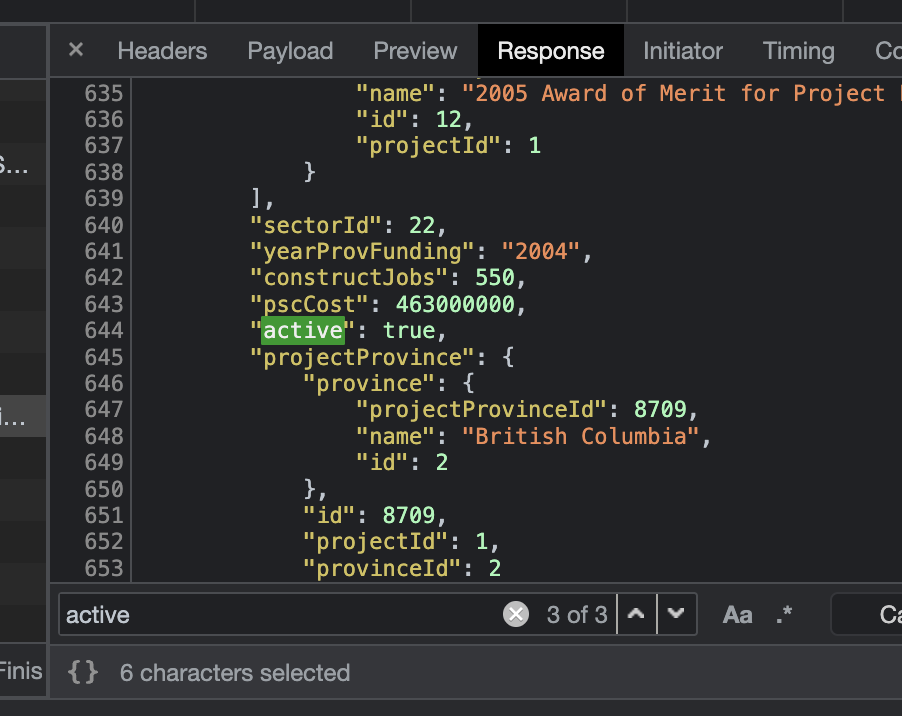 × Headers Payload Preview Response Initiator Timing
635 "name": "2005 Award of Merit for Project
636 "id": 12,
637 "projectId": 1
638 }
639 ],
640 "sectorId": 22,
641 "yearProvFunding": "2004",
642 "constructJobs": 550,
643 "pscCost": 463000000,
644 "active": true,
645 "projectProvince": {
646 "province": {
647 "projectProvinceId": 8709,
648 "name": "British Columbia",
649 "id": 2
650 },
651 "id": 8709,
652 "projectId": 1,
653 "provinceId": 2
active 3 of 3 Aa .*
Finis {} 6 characters selected